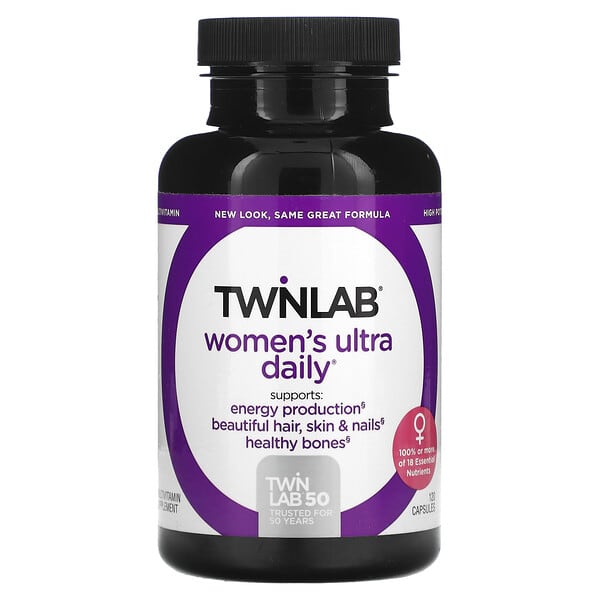 NEW LOOK, SAME GREAT FORMULA
TWINLAB®
women's ultra
daily®
supports:
energy production§
beautiful hair, skin & nails§
healthy bones§
100% or more
of 18 Essential
Nutrients
TWIN
LAB 50
TRUSTED FOR
50 YEARS
120
CAPSULES